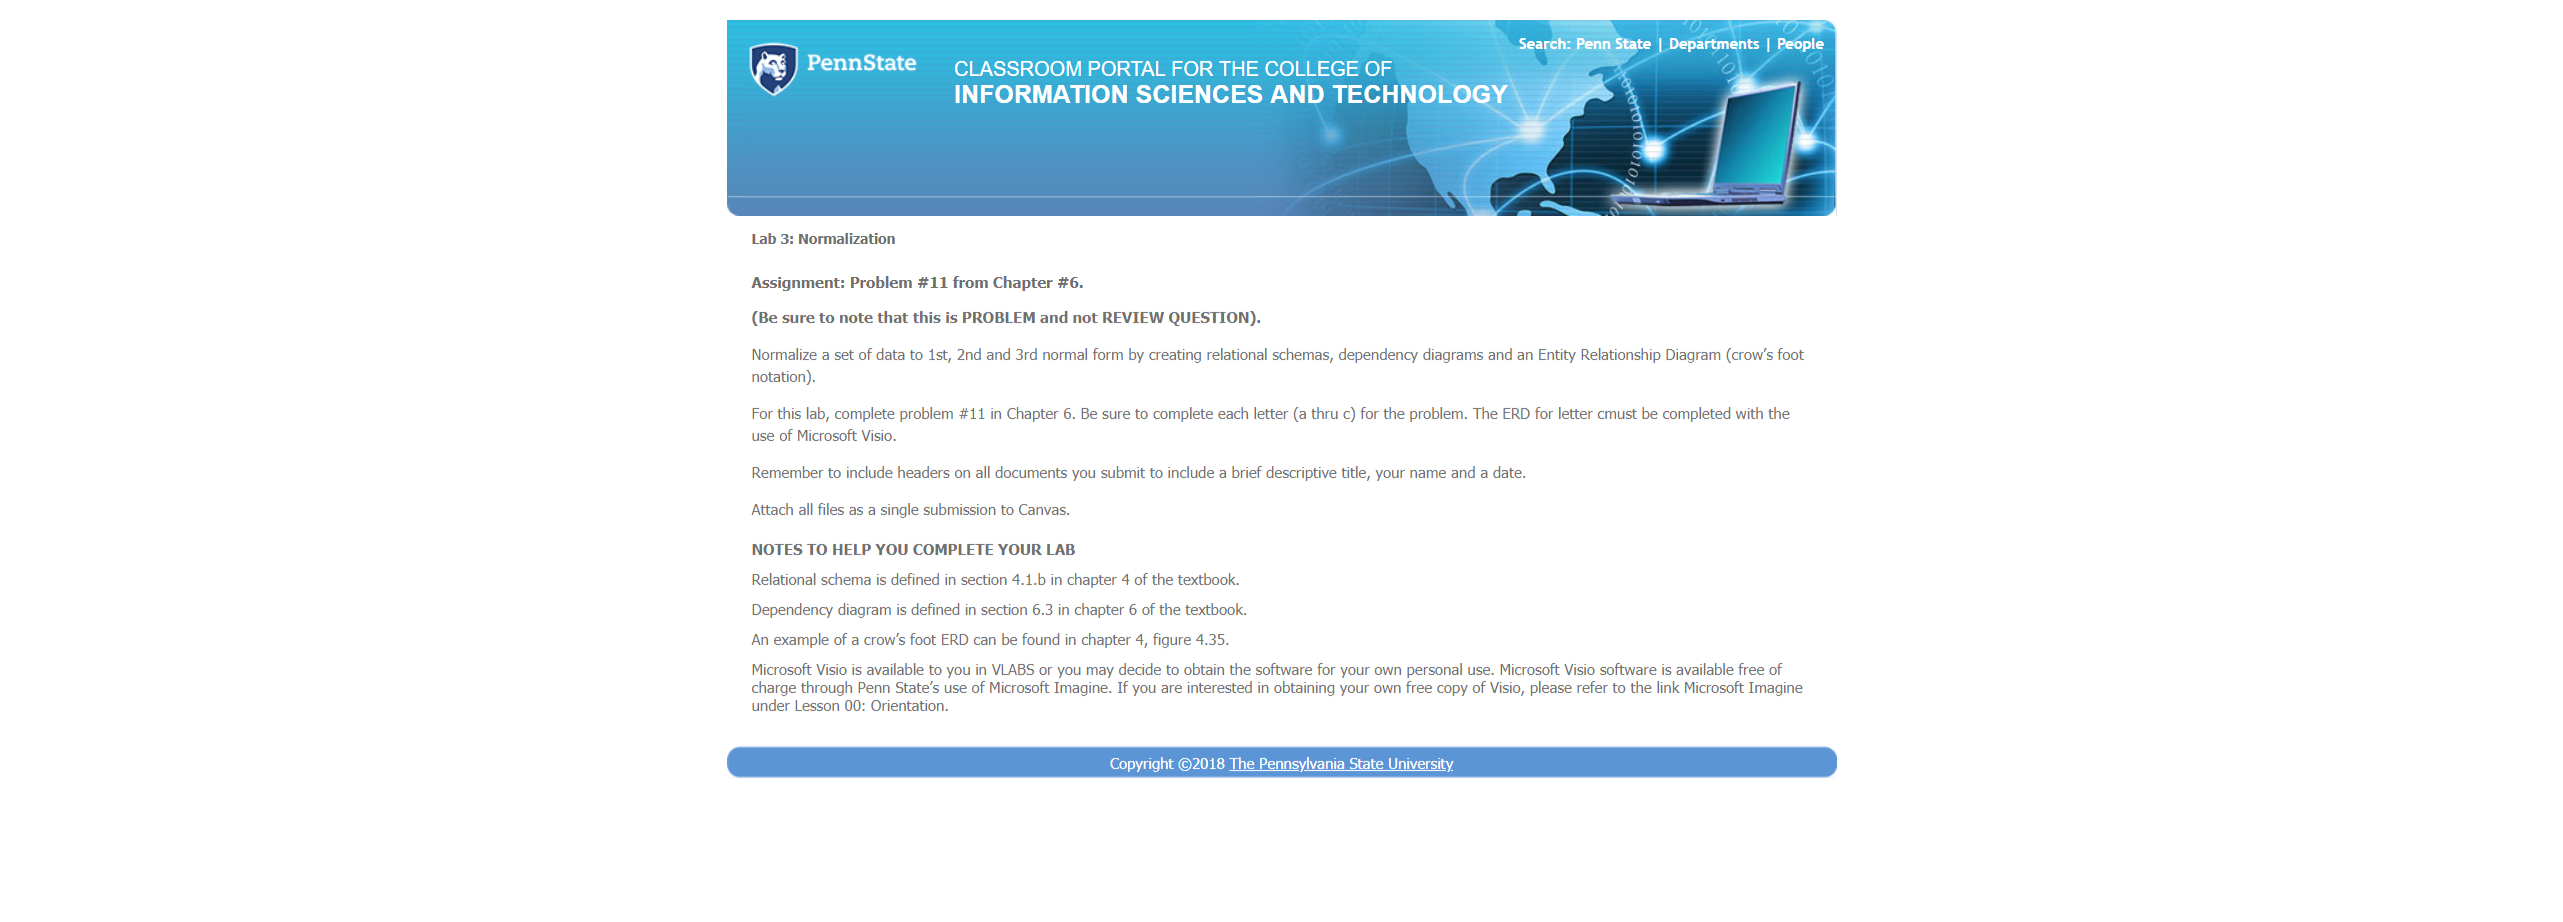 PennState
Search: Penn State | Departments | People
CLASSROOM PORTAL FOR THE COLLEGE OF
INFORMATION SCIENCES AND TECHNOLOGY
Lab 3: Normalization
Assignment: Problem #11 from Chapter #6.
(Be sure to note that this is PROBLEM and not REVIEW QUESTION).
Normalize a set of data to 1st, 2nd and 3rd normal form by creating relational schemas, dependency diagrams and an Entity Relationship Diagram (crow’s foot
notation).
For this lab, complete problem #11 in Chapter 6. Be sure to complete each letter (a thru c) for the problem. The ERD for letter cmust be completed with the
use of Microsoft Visio.
Remember to include headers on all documents you submit to include a brief descriptive title, your name and a date.
Attach all files as a single submission to Canvas.
NOTES TO HELP YOU COMPLETE YOUR LAB
Relational schema is defined in section 4.1.b in chapter 4 of the textbook.
Dependency diagram is defined in section 6.3 in chapter 6 of the textbook.
An example of a crow’s foot ERD can be found in chapter 4, figure 4.35.
Microsoft Visio is available to you in VLABS or you may decide to obtain the software for your own personal use. Microsoft Visio software is available free of
charge through Penn State’s use of Microsoft Imagine. If you are interested in obtaining your own free copy of Visio, please refer to the link Microsoft Imagine
under Lesson 00: Orientation.
Copyright ©2018 The Pennsylvania State University